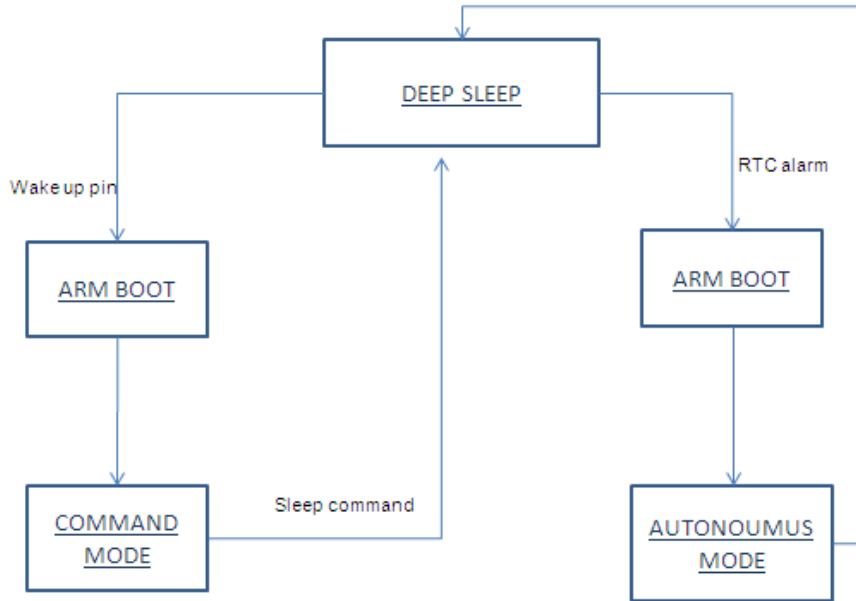 DEEP SLEEP
Wake up pin
RTC alarm
ARM BOOT
ARM BOOT
Sleep command
COMMAND
MODE
AUTONOUMUS
MODE